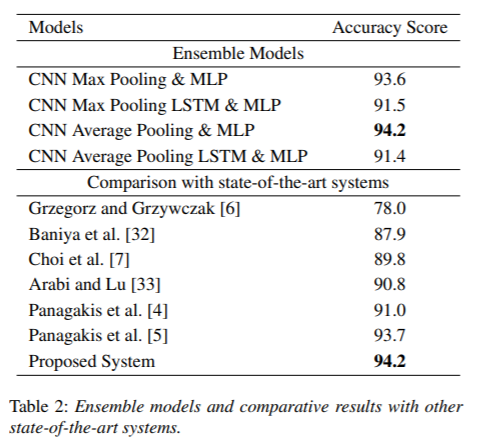 Models Accuracy Score
Ensemble Models
CNN Max Pooling & MLP 93.6
CNN Max Pooling LSTM & MLP 91.5
CNN Average Pooling & MLP 94.2
CNN Average Pooling LSTM & MLP 91.4
Comparison with state-of-the-art systems
Grzegorz and Grzywczak [6] 78.0
Baniya et al. [32] 87.9
Choi et al. [7] 89.8
Arabi and Lu [33] 90.8
Panagakis et al. [4] 91.0
Panagakis et al. [5] 93.7
Proposed System 94.2
Table 2: Ensemble models and comparative results with other
state-of-the-art systems.